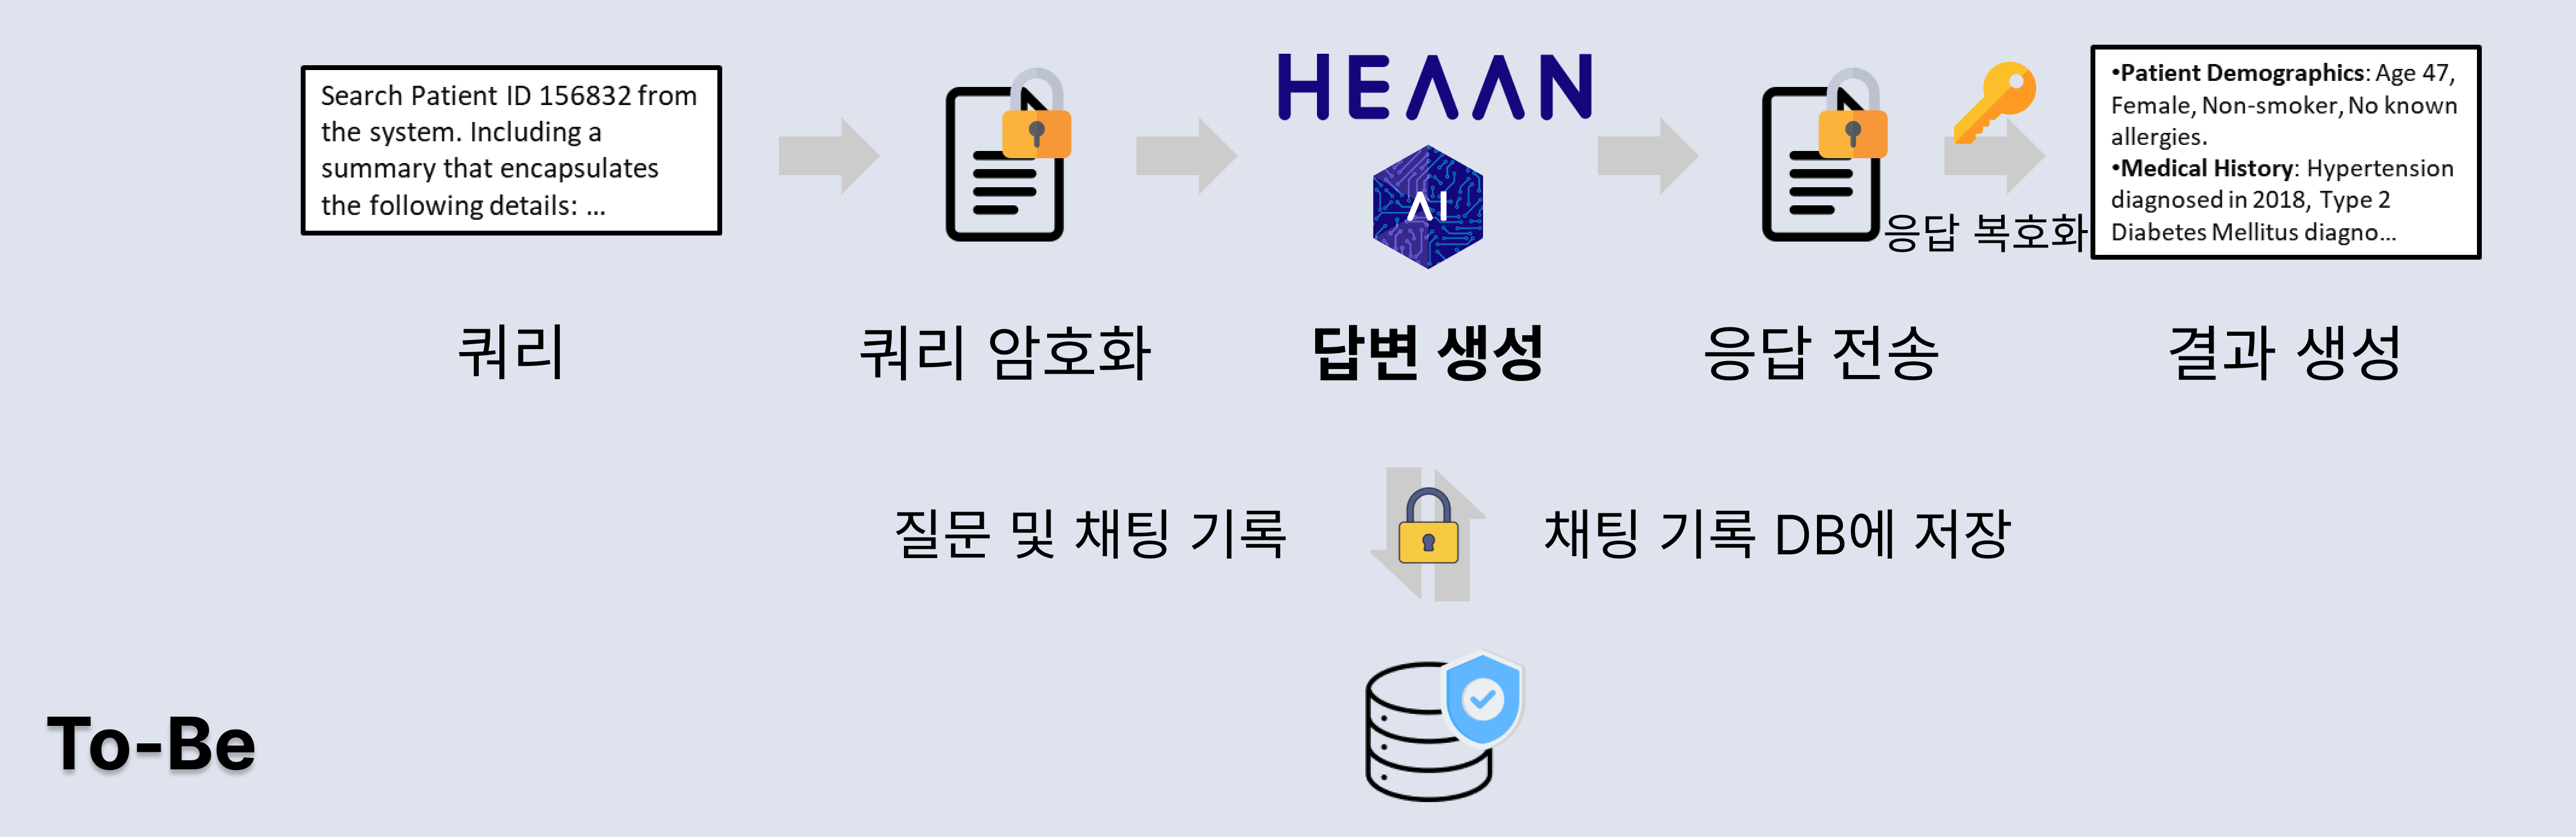 Search Patient ID 156832 from
the system. Including a
summary that encapsulates
the following details: ...
HEAAN
AI
응답 복호화
•Patient Demographics: Age 47,
Female, Non-smoker, No known
allergies.
•Medical History: Hypertension
diagnosed in 2018, Type 2
Diabetes Mellitus diagno...
쿼리
쿼리 암호화
답변 생성
응답 전송
결과 생성
질문 및 채팅 기록
채팅 기록 DB에 저장
To-Be